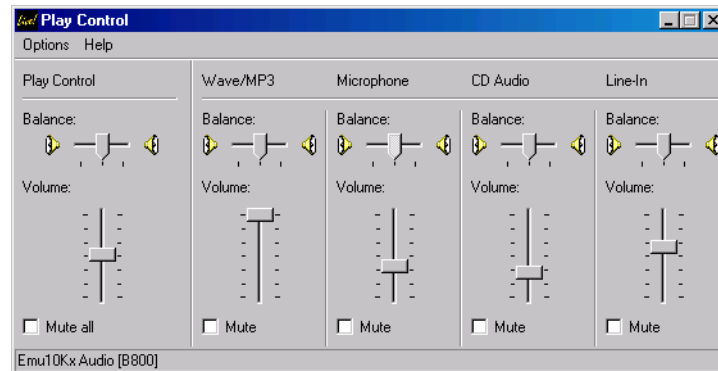 Live! Play Control
Options Help
Play Control Wave/MP3 Microphone CD Audio Line-In
Balance: Balance: Balance: Balance: Balance:
Volume: Volume: Volume: Volume: Volume:
Mute all Mute Mute Mute Mute
Emu10Kx Audio [B800]